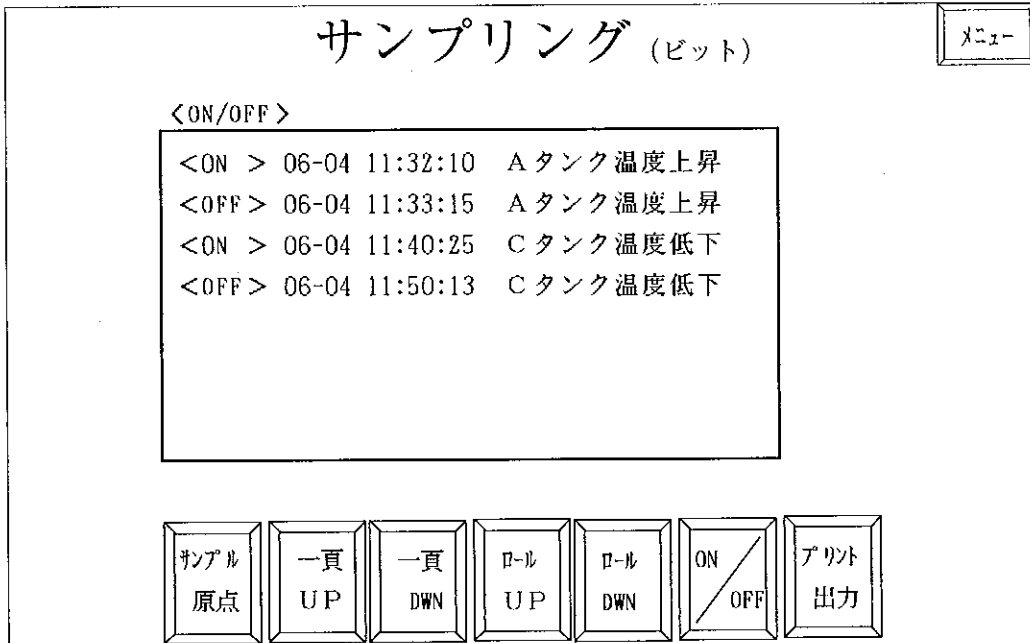 サンプリング (ビット)
メニュー
<ON/OFF>
<ON > 06-04 11:32:10 Aタンク温度上昇
<OFF> 06-04 11:33:15 Aタンク温度上昇
<ON > 06-04 11:40:25 Cタンク温度低下
<OFF> 06-04 11:50:13 Cタンク温度低下
サンプル
原点
一頁
UP
一頁
DWN
ロール
UP
ロール
DWN
ON
OFF
プリント
出力